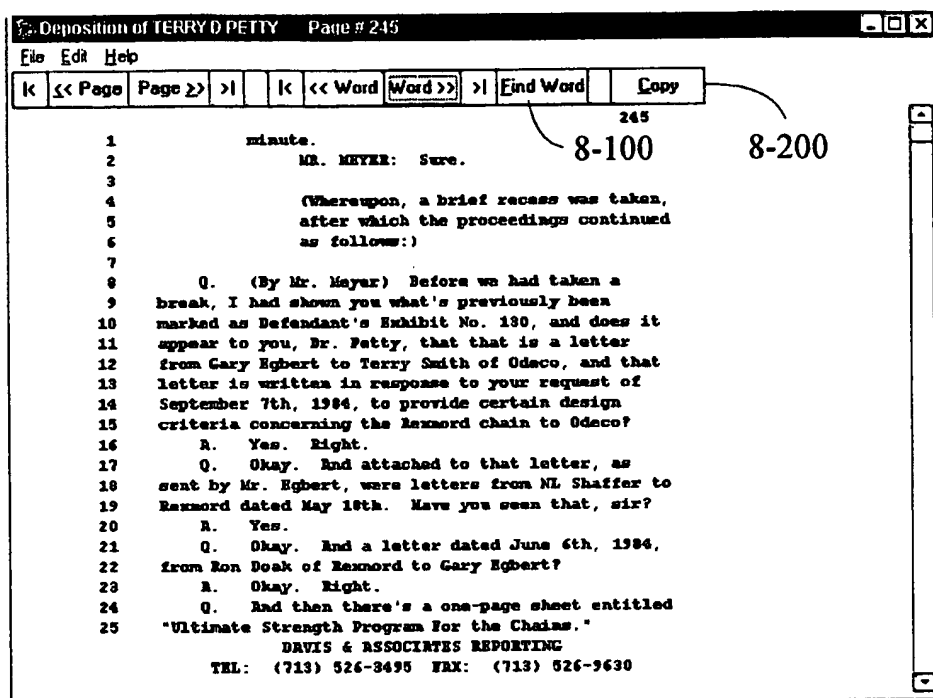 Deposition of TERRY D PETTY Page # 245
File Edit Help
|< << Page Page >> >| |< << Word Word >> >| Find Word Copy
245
8-100 8-200
1 minute.
2 MR. MEYER: Sure.
3
4 (Whereupon, a brief recess was taken,
5 after which the proceedings continued
6 as follows:)
7
8 Q. (By Mr. Meyer) Before we had taken a
9 break, I had shown you what's previously been
10 marked as Defendant's Exhibit No. 130, and does it
11 appear to you, Dr. Petty, that that is a letter
12 from Gary Egbert to Terry Smith of Odeco, and that
13 letter is written in response to your request of
14 September 7th, 1984, to provide certain design
15 criteria concerning the Rexnord chain to Odeco?
16 A. Yes. Right.
17 Q. Okay. And attached to that letter, as
18 sent by Mr. Egbert, were letters from NL Shaffer to
19 Rexnord dated May 18th. Have you seen that, sir?
20 A. Yes.
21 Q. Okay. And a letter dated June 6th, 1984,
22 from Ron Doak of Rexnord to Gary Egbert?
23 A. Okay. Right.
24 Q. And then there's a one-page sheet entitled
25 "Ultimate Strength Program For the Chains."
DAVIS & ASSOCIATES REPORTING
TEL: (713) 526-3495 FAX: (713) 526-9630